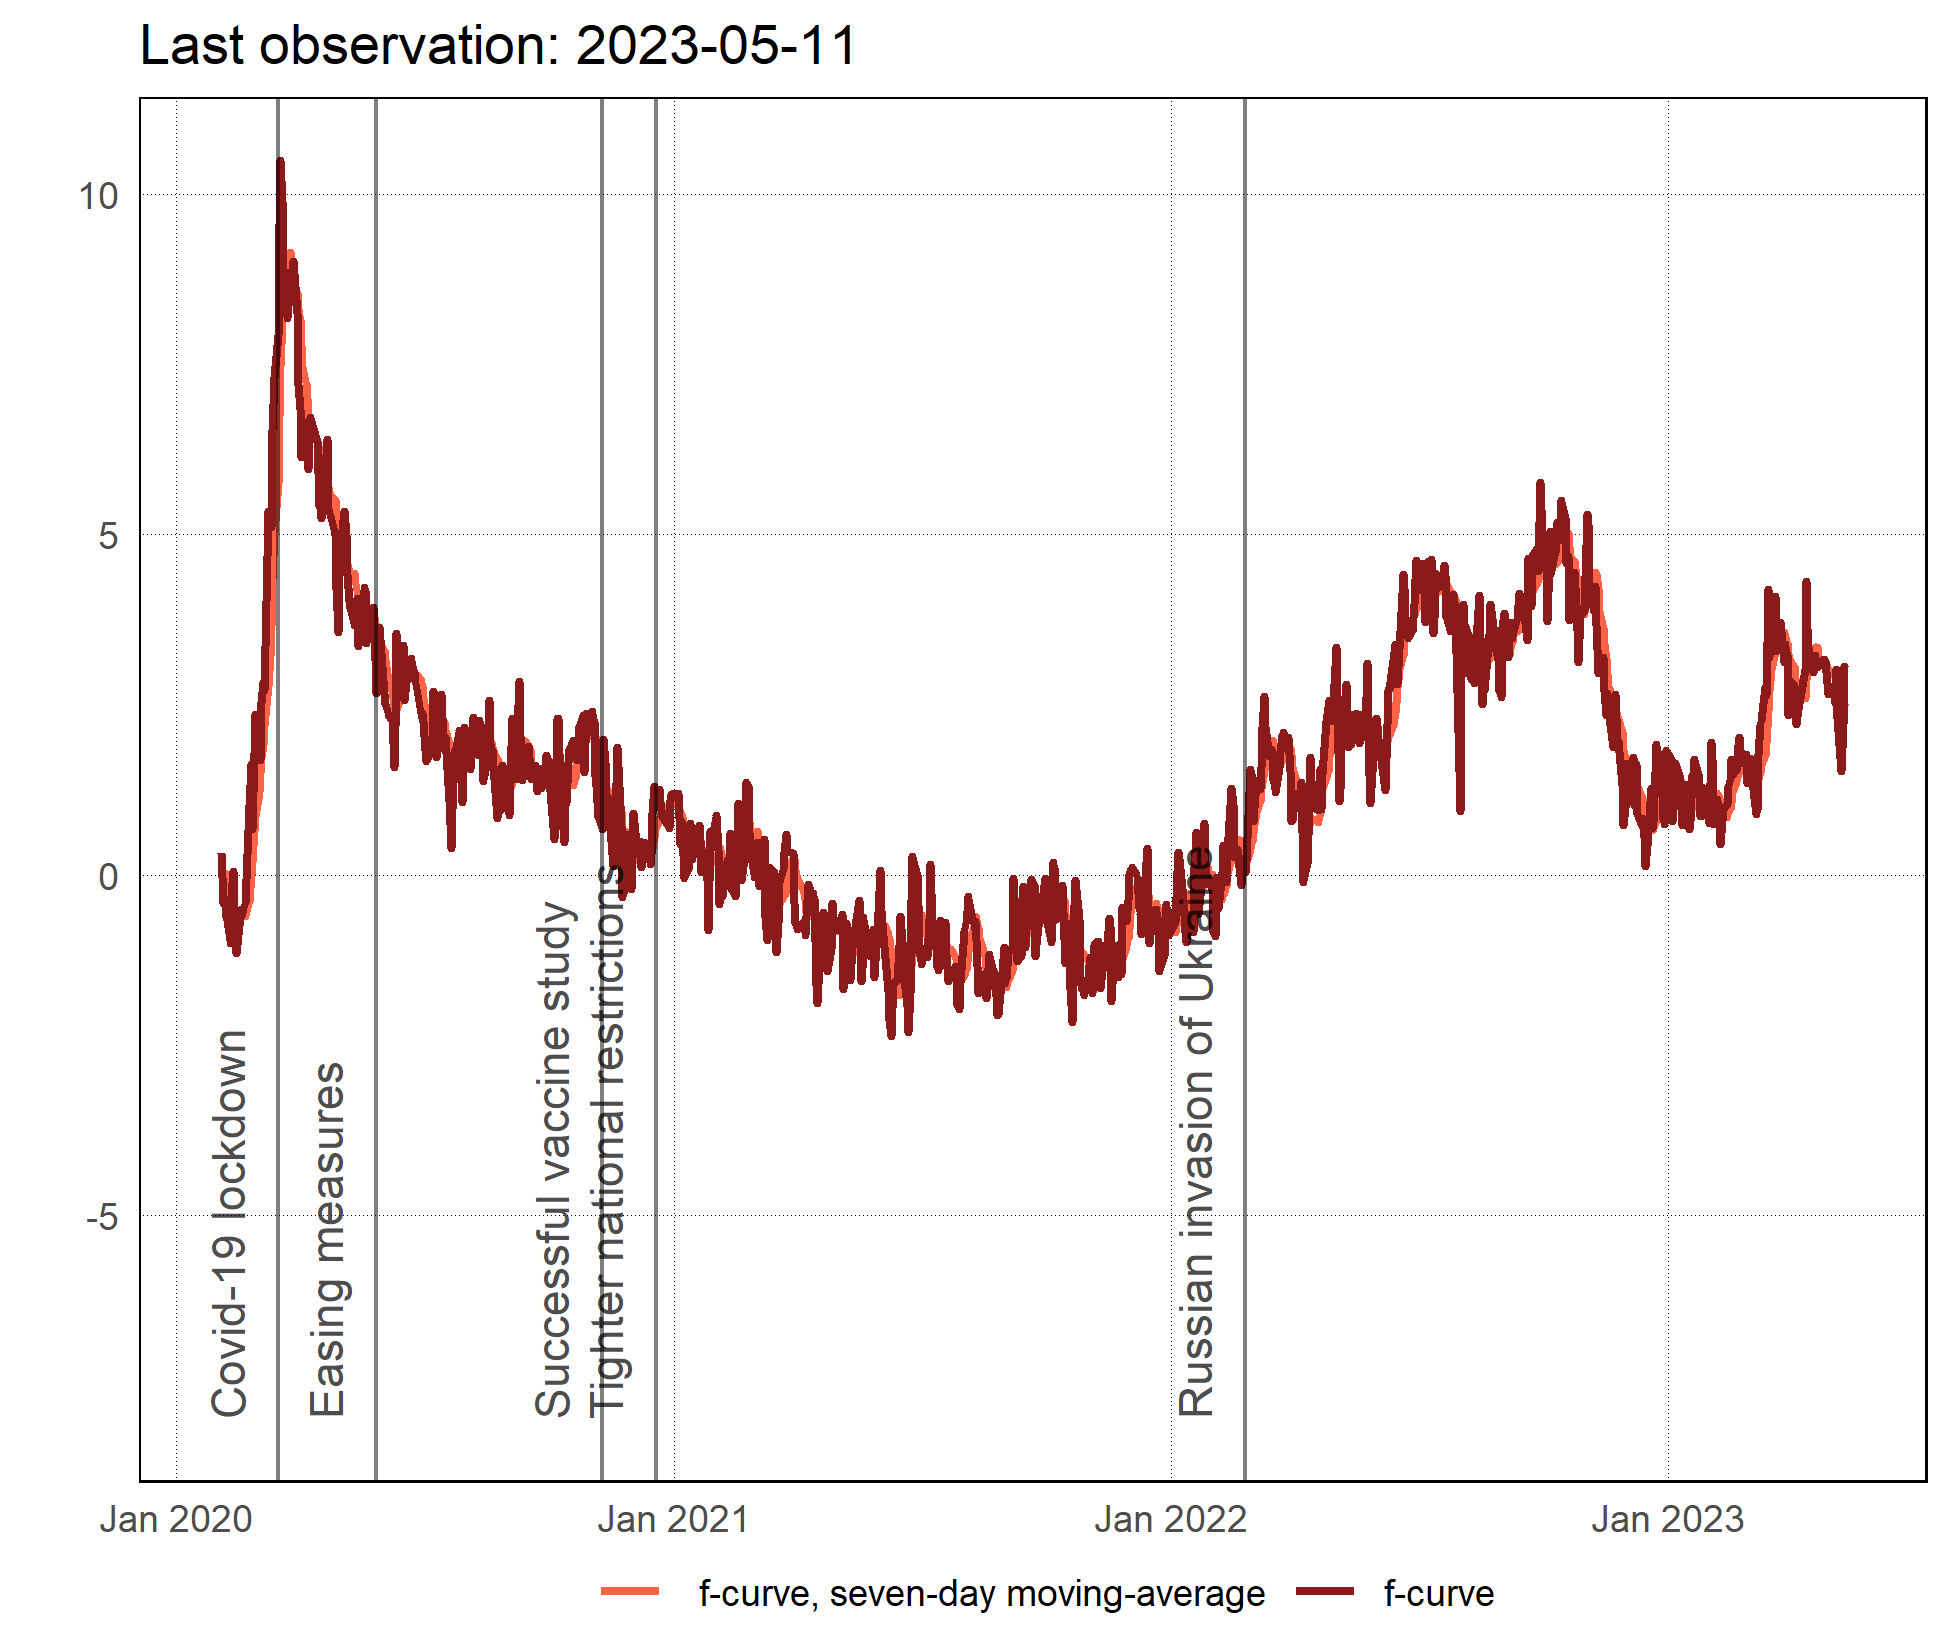 Last observation: 2023-05-11
10
5
0
-5
Covid-19 lockdown
Easing measures
Successful vaccine study
Tighter national restrictions
Russian invasion of Ukraine
Jan 2020
Jan 2021
Jan 2022
Jan 2023
f-curve, seven-day moving-average
f-curve